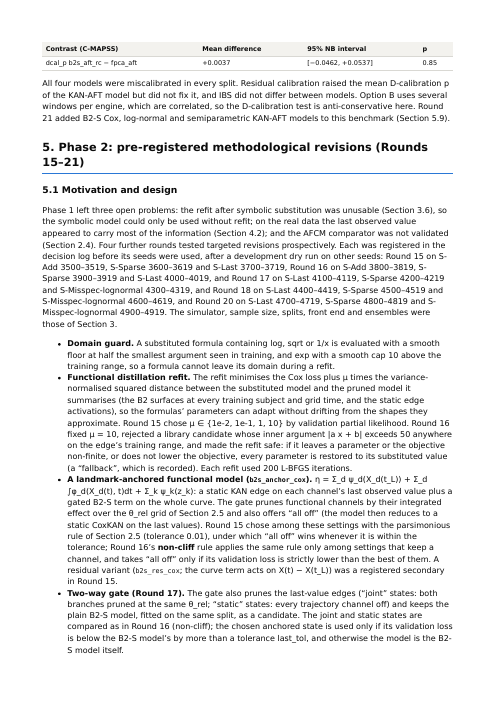 Contrast (C-MAPSS) Mean difference 95% NB interval p
dcal_p b2s_aft_rc − fpca_aft +0.0037 [−0.0462, +0.0537] 0.85
All four models were miscalibrated in every split. Residual calibration raised the mean D-calibration p
of the KAN-AFT model but did not fix it, and IBS did not differ between models. Option B uses several
windows per engine, which are correlated, so the D-calibration test is anti-conservative here. Round
21 added EX2, log-normal and semiparametric KAN-AFT models to this benchmark (Section 5.9).
5. Phase 2: pre-registered methodological revisions (Rounds
15–21)
5.1 Motivation and design
Phase 1 left three open problems: the refit after symbolic substitution was unusable (Section 3.6), so
the symbolic model could only be used without refit; on the real data the last observed value
appeared to carry most of the information (Section 4.2); and the AFCM comparator was not validated
(Section 2.4). Four further rounds tested targeted revisions prospectively. Each was registered in the
decision log before its seeds were used, after a development dry run on other seeds: Round 15 on S-
Add 3500–3519, S-Sparse 3600–3619 and S-Last 3700–3719, Round 16 on S-Add 3800–3819, S-
Sparse 3900–3919 and S-Last 4000–4019, and Round 17 on S-Last 4100–4119, S-Sparse 4200–4219
and S-Misspec-lognormal 4300–4319, and Round 18 on S-Last 4400–4419, S-Sparse 4500–4519 and
S-Misspec-lognormal 4600–4619, and Round 20 on S-Last 4700–4719, S-Sparse 4800–4819 and S-
Misspec-lognormal 4900–4919. The simulator, sample size, splits, front end and ensembles were
those of Section 3.
• Domain guard. A substituted formula containing log, sqrt or 1/x is evaluated with a smooth
floor at half the smallest argument seen in training, and exp with a smooth cap 10 above the
training range, so a formula cannot leave its domain during a refit.
• Functional distillation refit. The refit minimises the Cox loss plus μ times the variance-
normalised squared distance between the substituted model and the pruned model it
summarises (the B2 surfaces at every training subject and grid time, and the static edge
activations), so the formulas’ parameters can adapt without drifting from the shapes they
approximate. Round 15 chose μ ∈ {1e-2, 1e-1, 1, 10} by validation partial likelihood. Round 16
fixed μ = 10, rejected a library candidate whose inner argument |a x + b| exceeds 50 anywhere
on the edge’s training range, and made the refit safe: if it leaves a parameter or the objective
non-finite, or does not lower the objective, every parameter is restored to its substituted value
(a “fallback”, which is recorded). Each refit used 200 L-BFGS iterations.
• A landmark-anchored functional model (b2s_anchor_cox). η = Σ_d ψ_d(X_d(t_L)) + Σ_d
∫φ_d(X_d(t), t)dt + Σ_k ψ_k(z_k): a static KAN edge on each channel’s last observed value plus a
gated B2-S term on the whole curve. The gate prunes functional channels by their integrated
effect over the θ_rel grid of Section 2.5 and also offers “all off” (the model then reduces to a
static CoxKAN on the last values). Round 15 chose among these settings with the parsimonious
rule of Section 2.5 (tolerance 0.01), under which “all off” wins whenever it is within the
tolerance; Round 16’s non-cliff rule applies the same rule only among settings that keep a
channel, and takes “all off” only if its validation loss is strictly lower than the best of them. A
residual variant (b2s_res_cox; the curve term acts on X(t) − X(t_L)) was a registered secondary
in Round 15.
• Two-way gate (Round 17). The gate also prunes the last-value edges (“joint” states: both
branches pruned at the same θ_rel; “static” states: every trajectory channel off) and keeps the
plain B2-S model, fitted on the same split, as a candidate. The joint and static states are
compared as in Round 16 (non-cliff); the chosen anchored state is used only if its validation loss
is below the B2-S model’s by more than a tolerance last_tol, and otherwise the model is the B2-
S model itself.